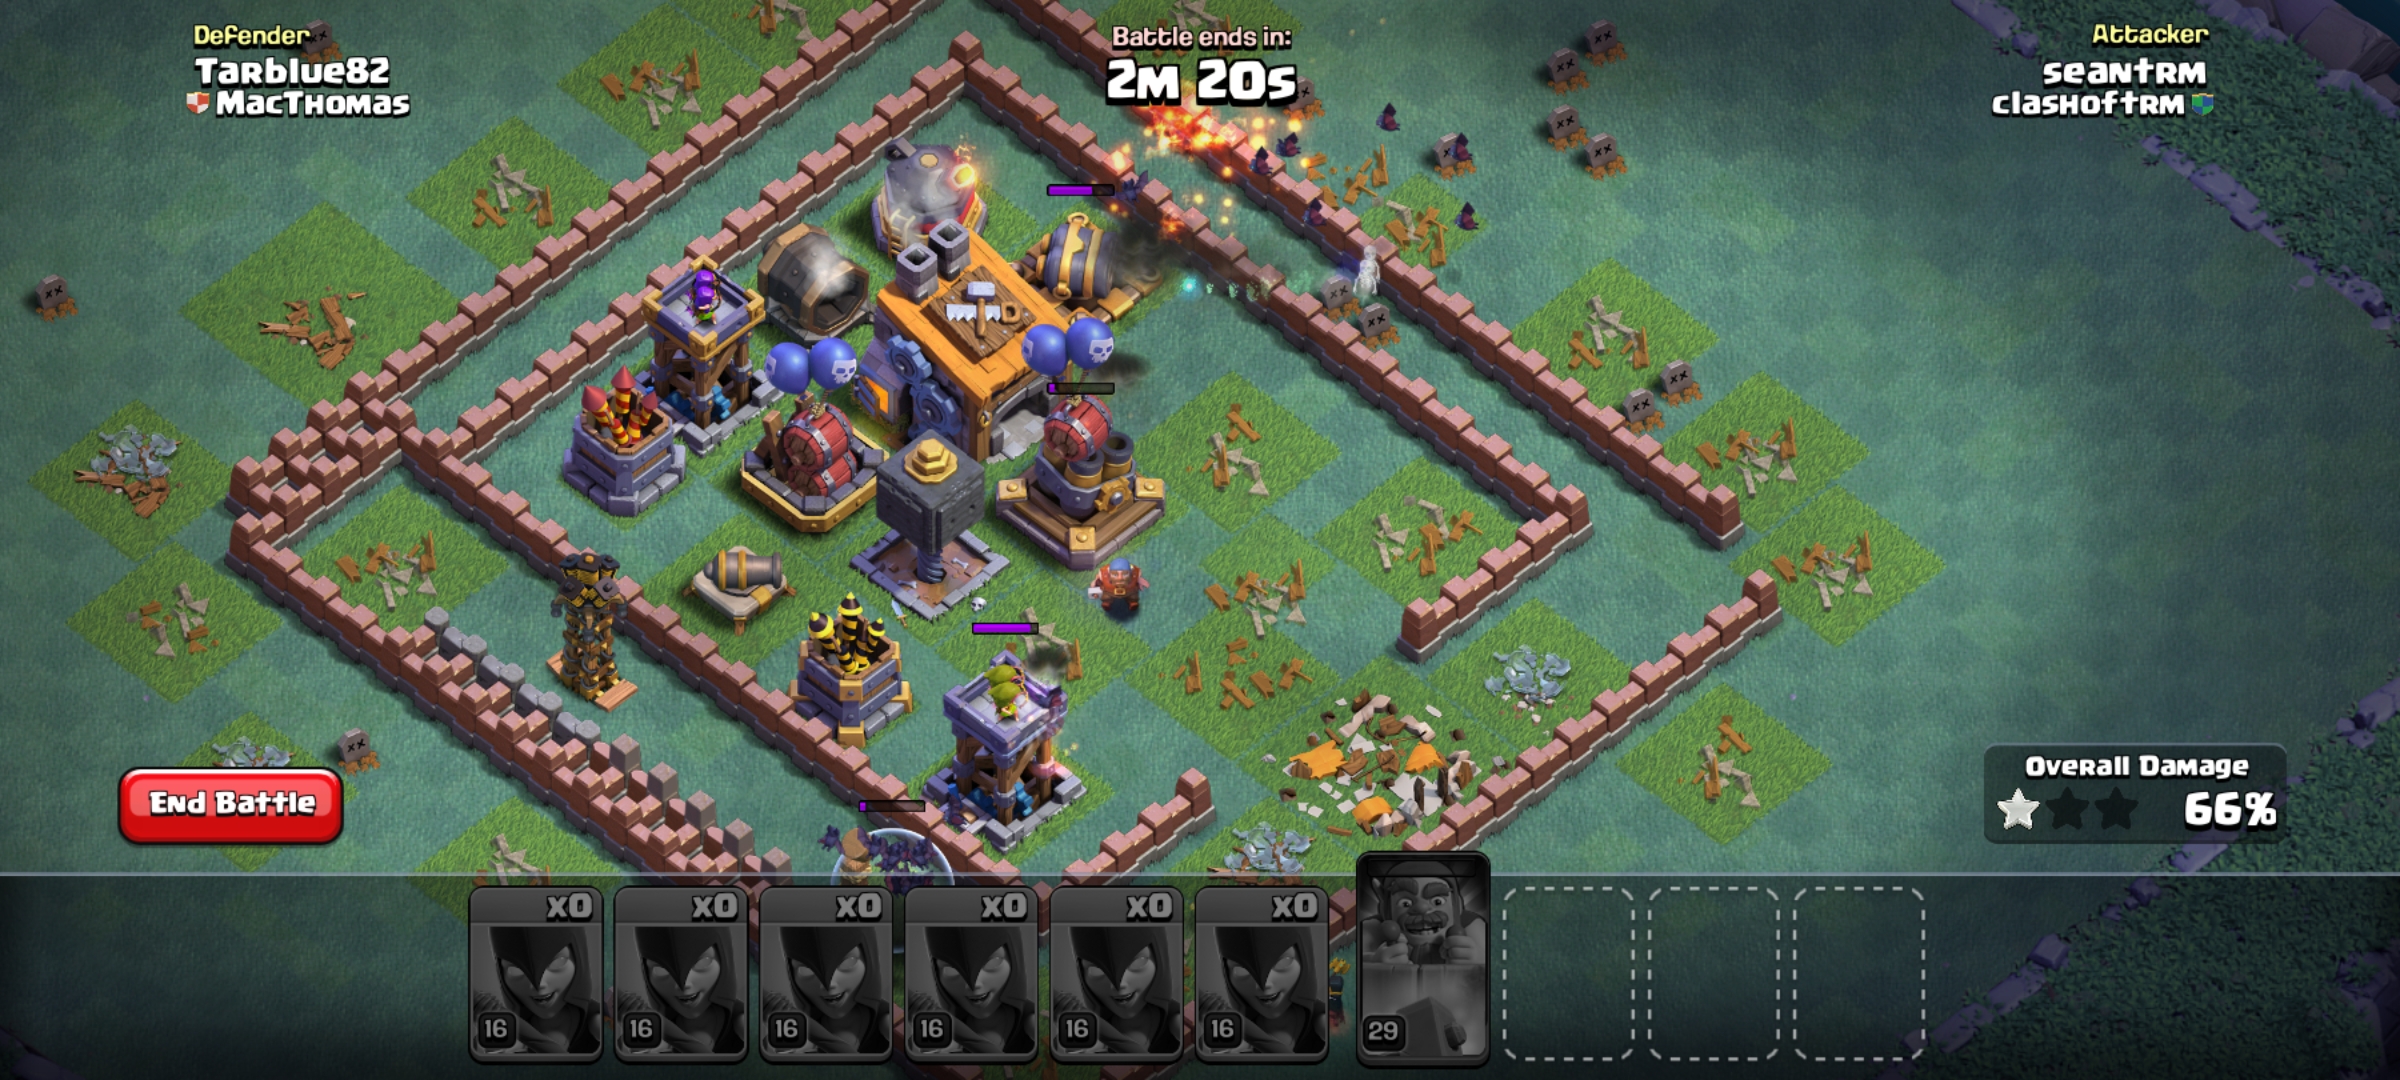 Defender
Tarblue82
MacThomas
Battle ends in:
2m 20s
Attacker
seantrm
clashoftrm
End Battle
Overall Damage
66%
x0
x0
x0
x0
x0
x0
16
16
16
16
16
16
29